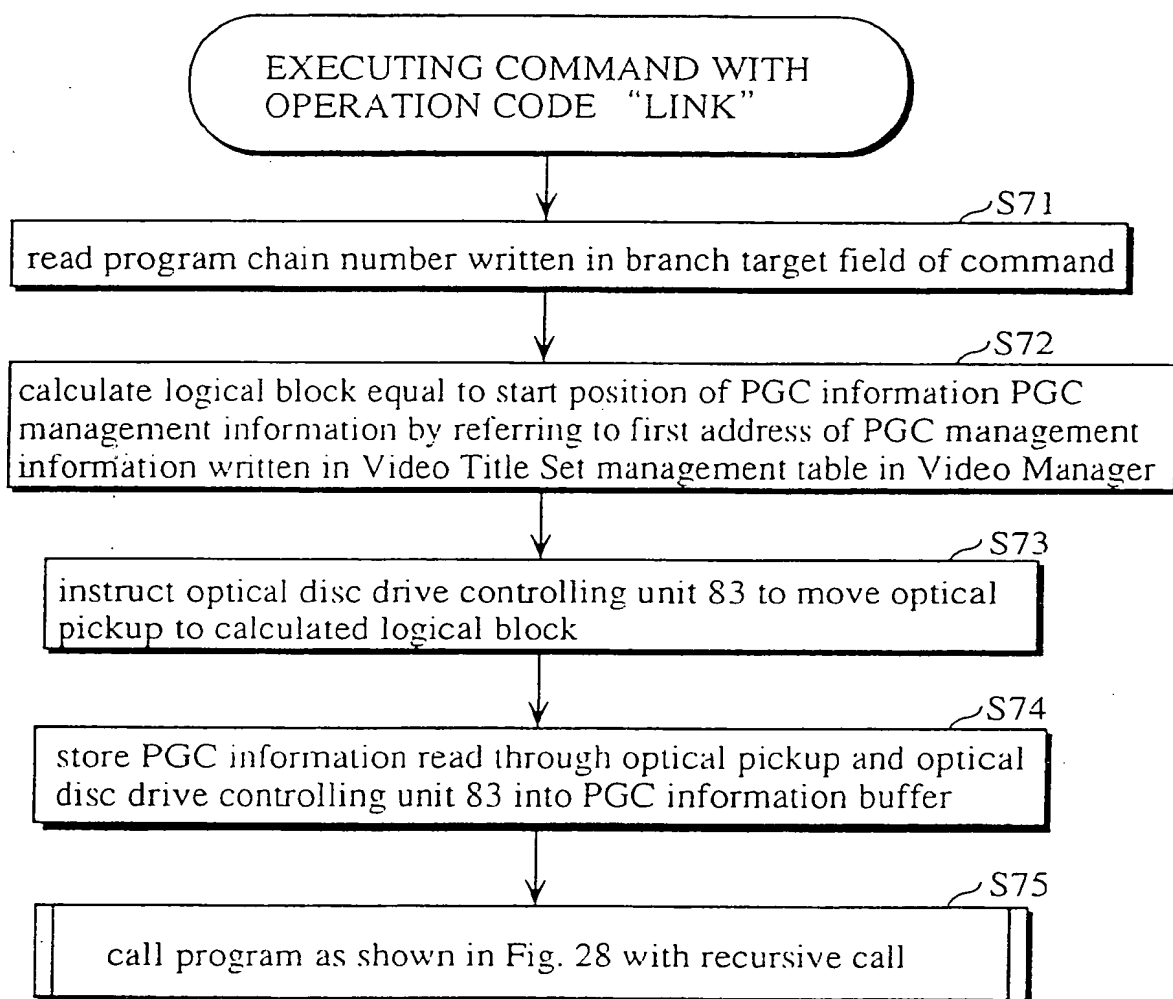 EXECUTING COMMAND WITH
OPERATION CODE “LINK”
S71
read program chain number written in branch target field of command
S72
calculate logical block equal to start position of PGC information PGC
management information by referring to first address of PGC management
information written in Video Title Set management table in Video Manager
S73
instruct optical disc drive controlling unit 83 to move optical
pickup to calculated logical block
S74
store PGC information read through optical pickup and optical
disc drive controlling unit 83 into PGC information buffer
S75
call program as shown in Fig. 28 with recursive call